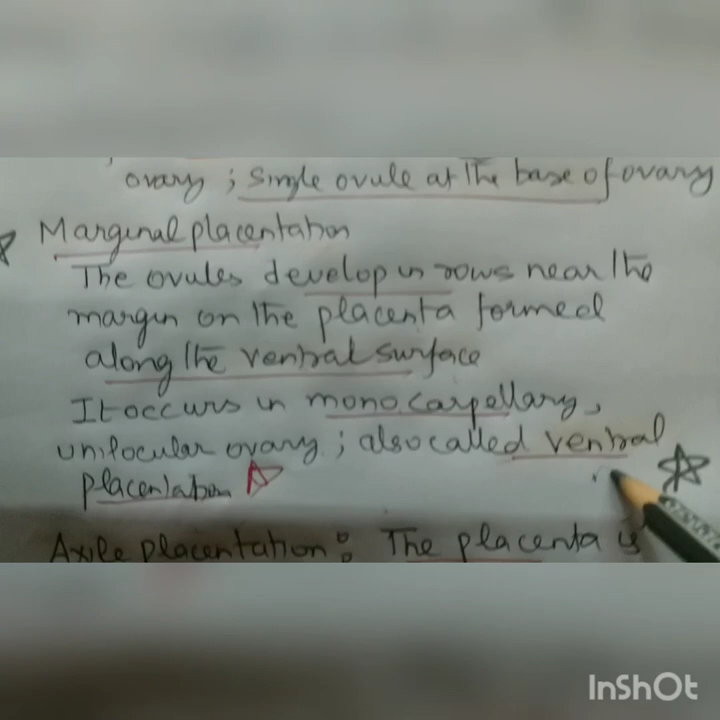 ovary ; Single ovule at the base of ovary
Marginal placentation
The ovules develop in rows near the
margin on the placenta formed
along the ventral surface
It occurs in monocarpellary,
unilocular ovary ; also called ventral
placentation
Axile placentation : The placenta is
InShOt